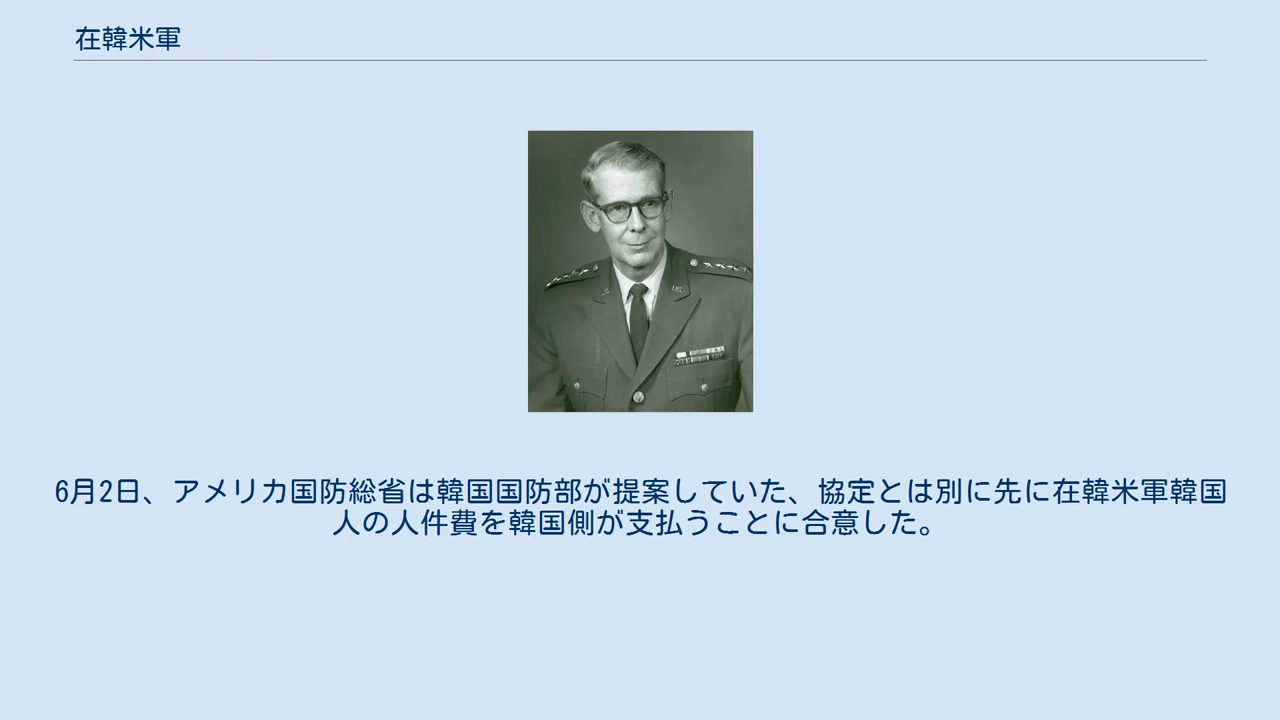 在韓米軍
6月2日、アメリカ国防総省は韓国国防部が提案していた、協定とは別に先に在韓米軍韓国
人の人件費を韓国側が支払うことに合意した。